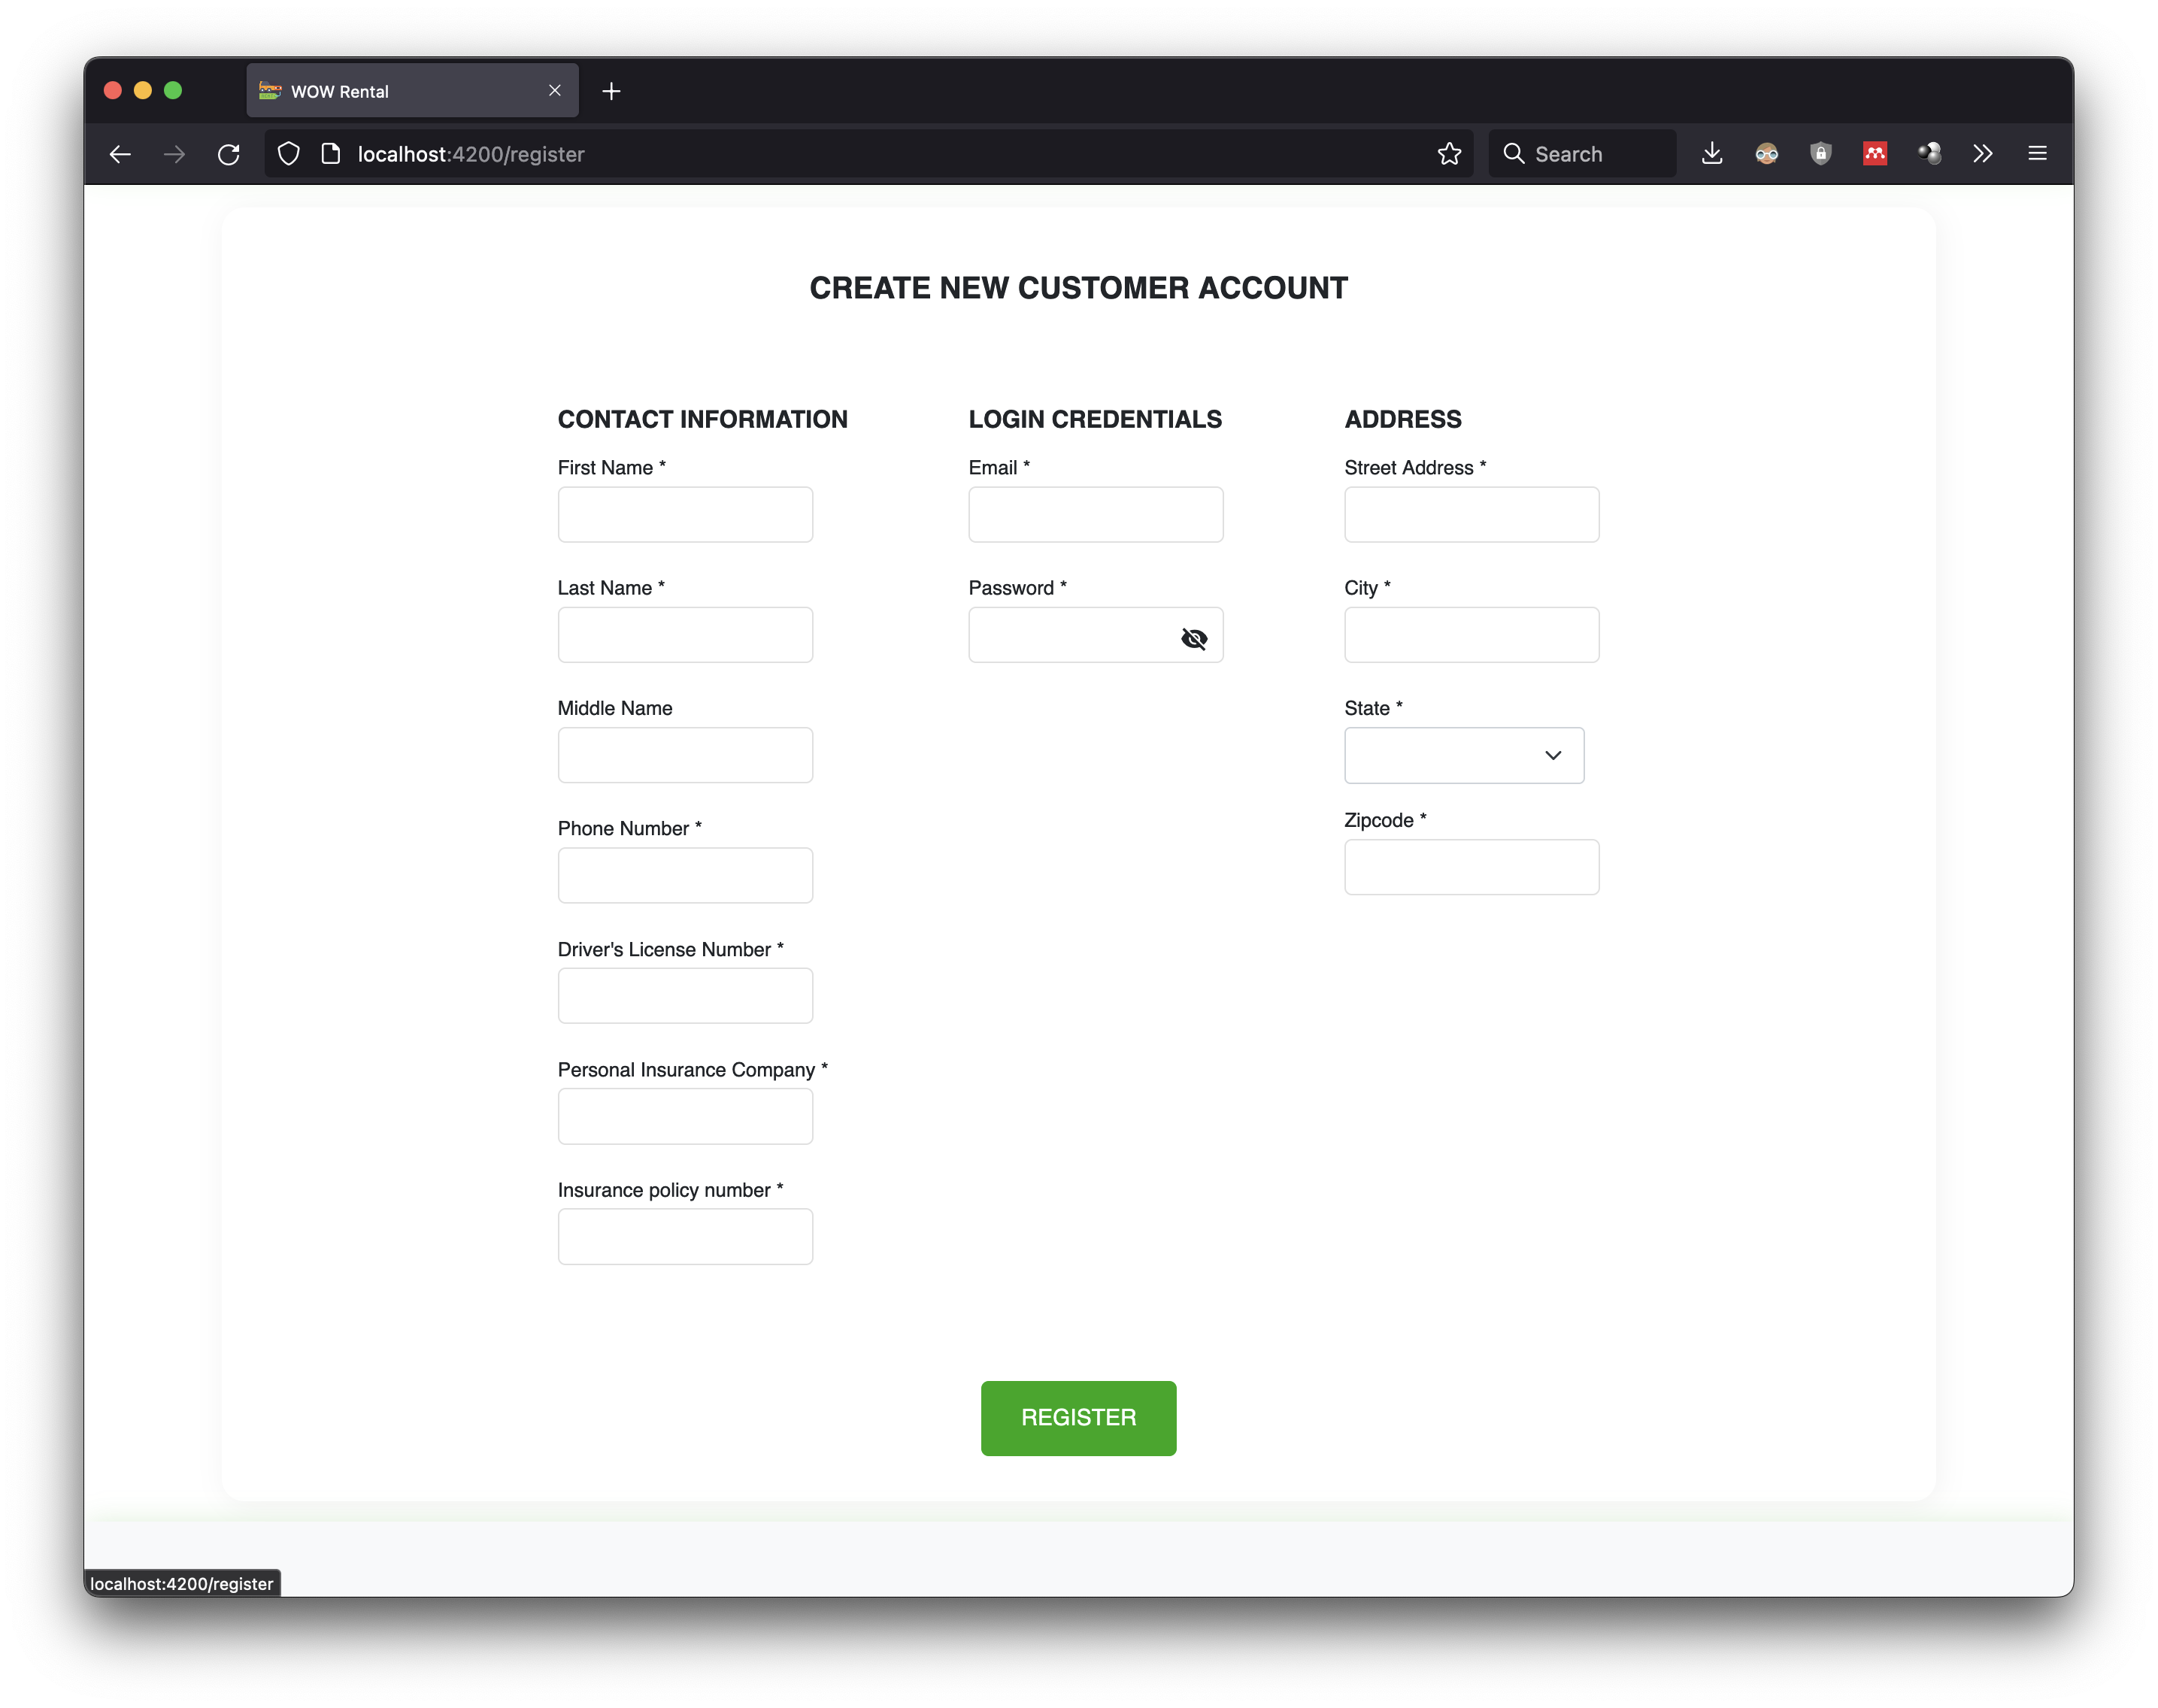 WOW Rental
localhost:4200/register
Search
CREATE NEW CUSTOMER ACCOUNT
CONTACT INFORMATION
First Name *
Last Name *
Middle Name
Phone Number *
Driver's License Number *
Personal Insurance Company *
Insurance policy number *
LOGIN CREDENTIALS
Email *
Password *
ADDRESS
Street Address *
City *
State *
Zipcode *
REGISTER
localhost:4200/register